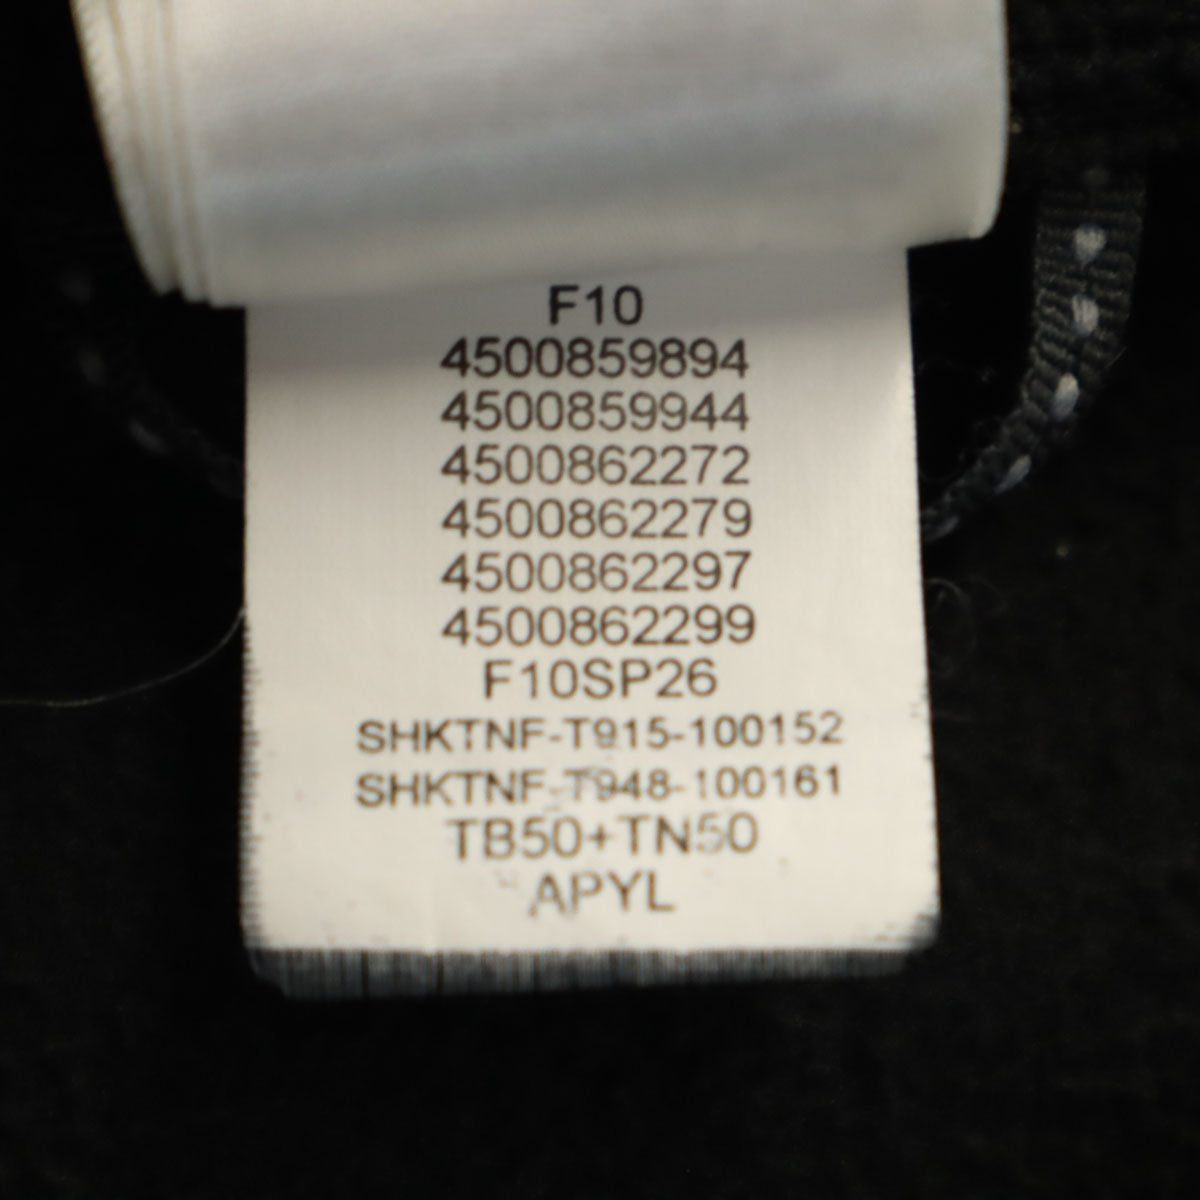 F10
4500859894
4500859944
4500862272
4500862279
4500862297
4500862299
F10SP26
SHKTNF-T915-100152
SHKTNF-T948-100161
TB50+TN50
APYL